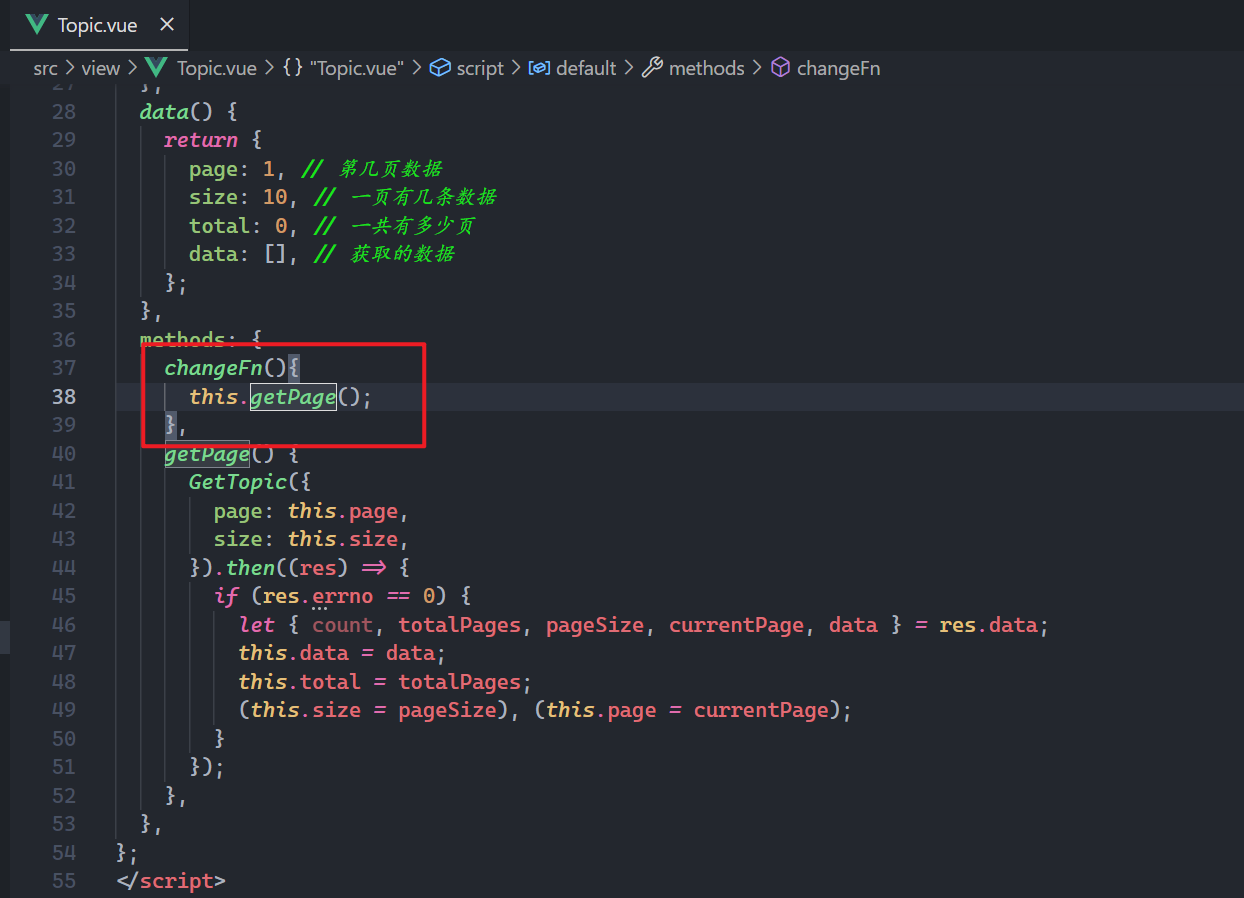 Topic.vue
src > view > Topic.vue > {} "Topic.vue" > script > default > methods > changeFn
27 },
28 data() {
29 return {
30 page: 1, // 第几页数据
31 size: 10, // 一页有几条数据
32 total: 0, // 一共有多少页
33 data: [], // 获取的数据
34 };
35 },
36 methods: {
37 changeFn(){
38 this.getPage();
39 },
40 getPage() {
41 GetTopic({
42 page: this.page,
43 size: this.size,
44 }).then((res) => {
45 if (res.errno == 0) {
46 let { count, totalPages, pageSize, currentPage, data } = res.data;
47 this.data = data;
48 this.total = totalPages;
49 (this.size = pageSize), (this.page = currentPage);
50 }
51 });
52 },
53 },
54 };
55 </script>